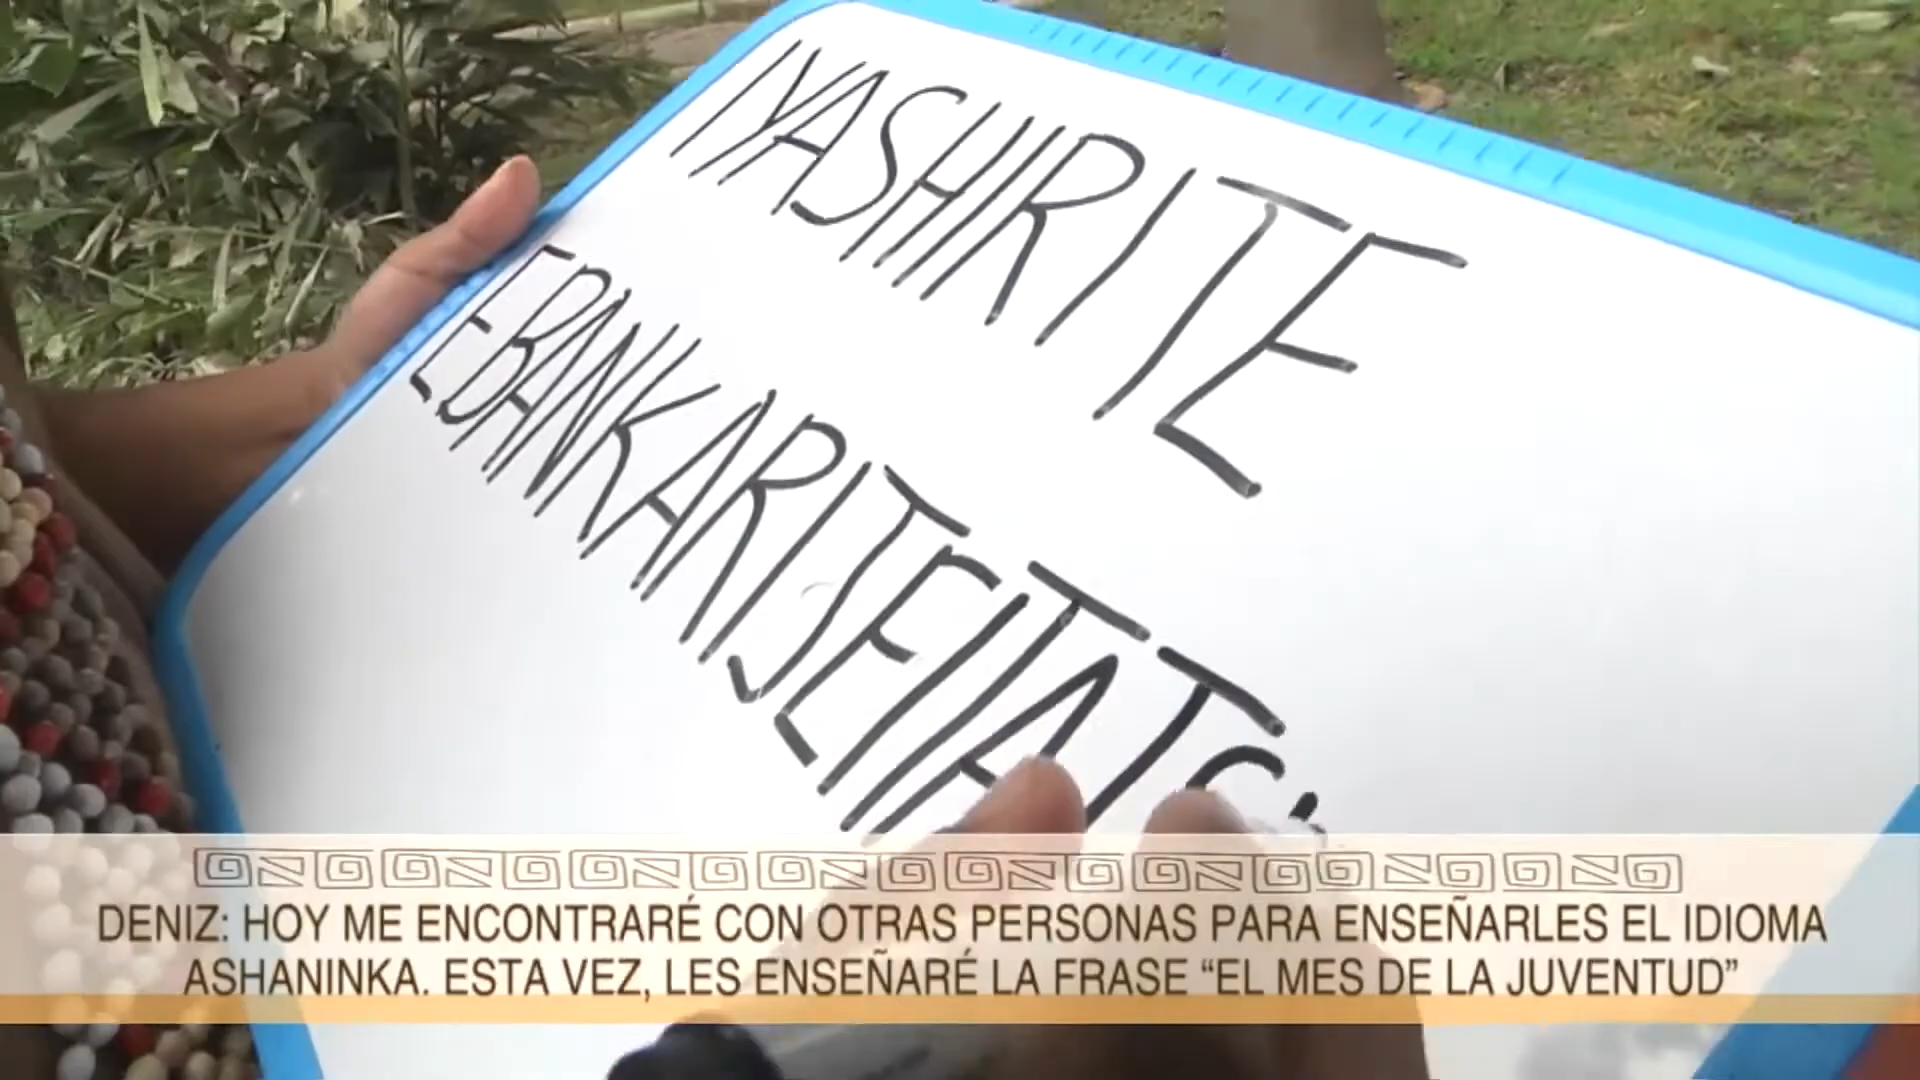 IYASHIRITE
EBANKARITEITATSI
DENIZ: HOY ME ENCONTRARÉ CON OTRAS PERSONAS PARA ENSEÑARLES EL IDIOMA
ASHANINKA. ESTA VEZ, LES ENSEÑARÉ LA FRASE “EL MES DE LA JUVENTUD”